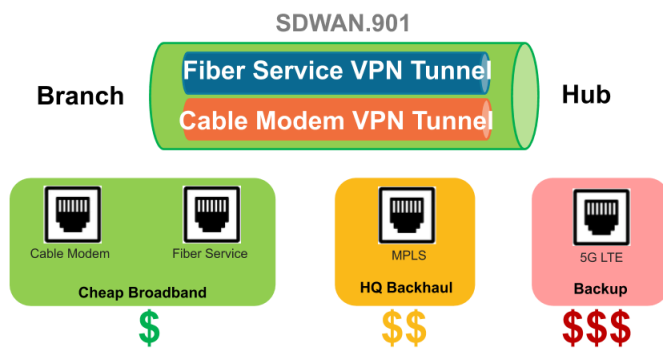 SDWAN.901
Fiber Service VPN Tunnel
Branch
Hub
Cable Modem VPN Tunnel
Cable Modem
Fiber Service
MPLS
5G LTE
Cheap Broadband
HQ Backhaul
Backup
$
$$
$$$